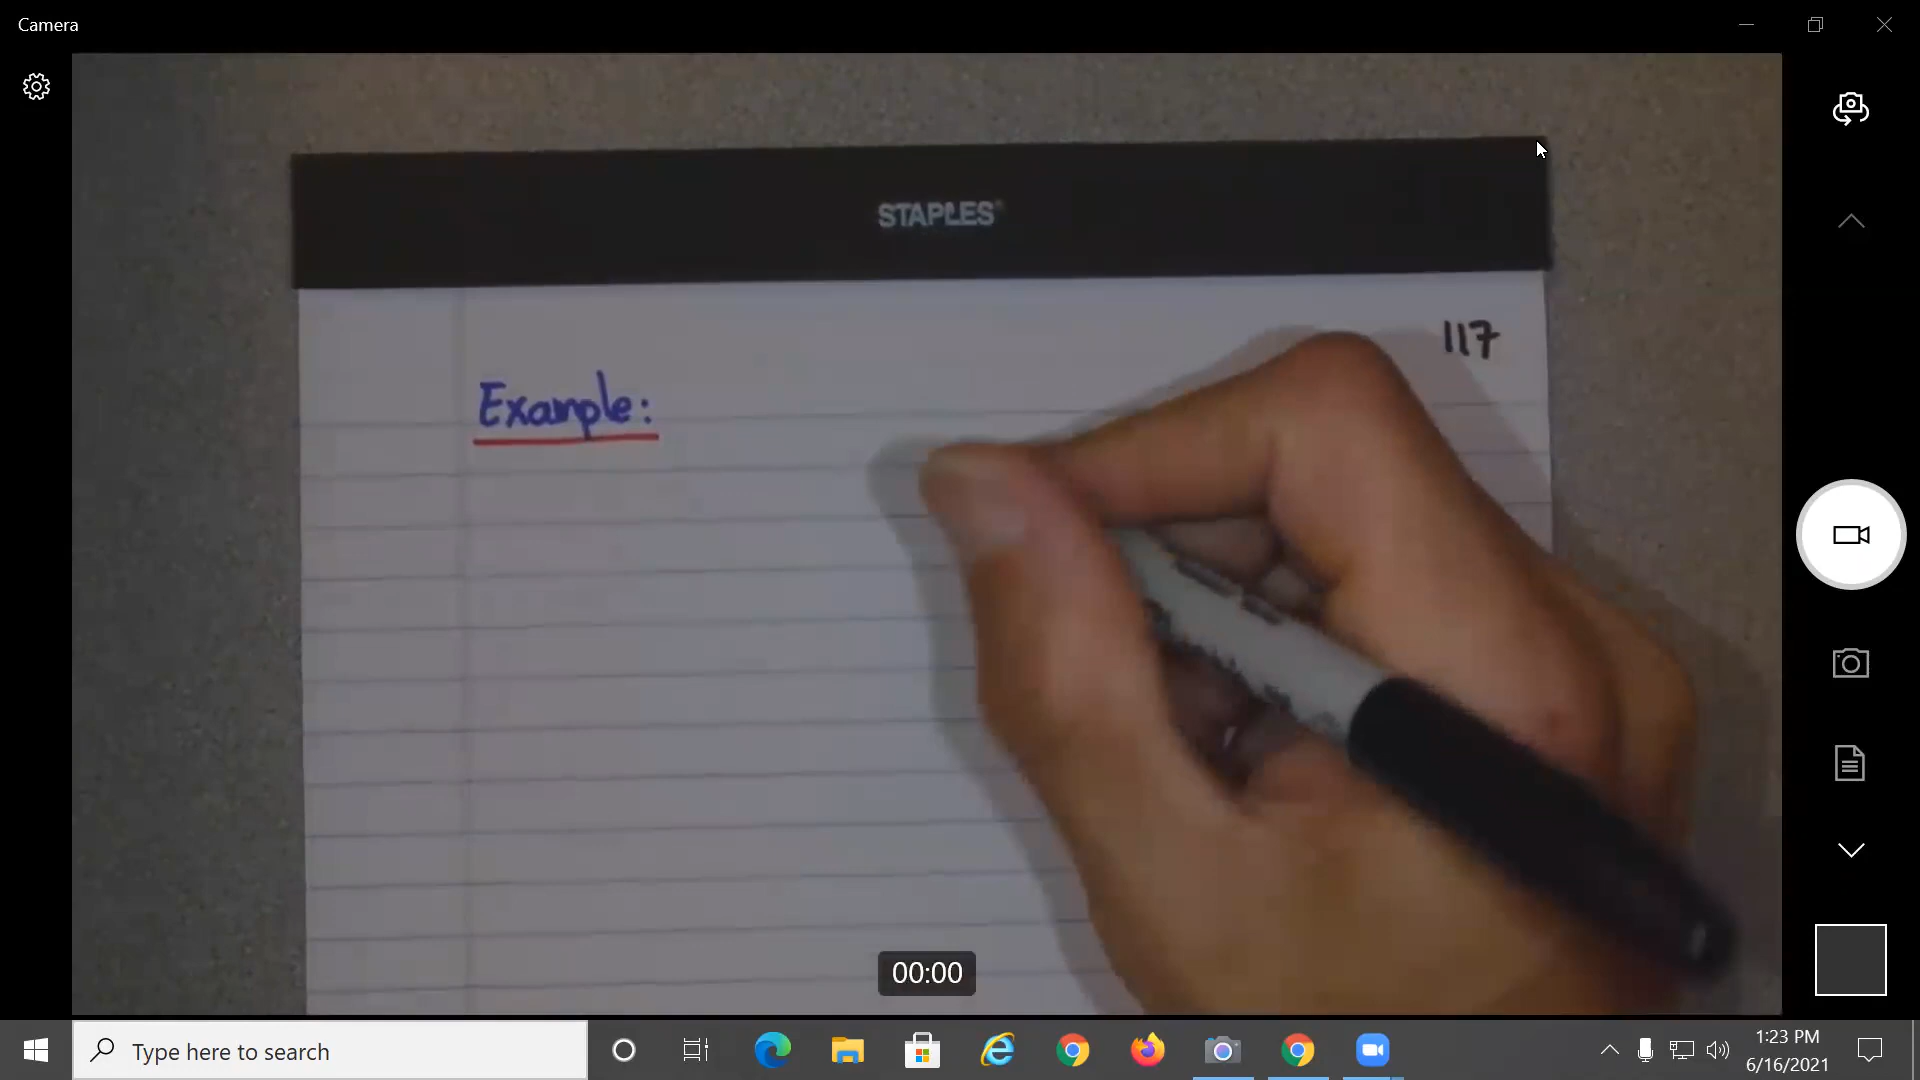 Camera
STAPLES
117
Example:
00:00
Type here to search
1:23 PM
6/16/2021